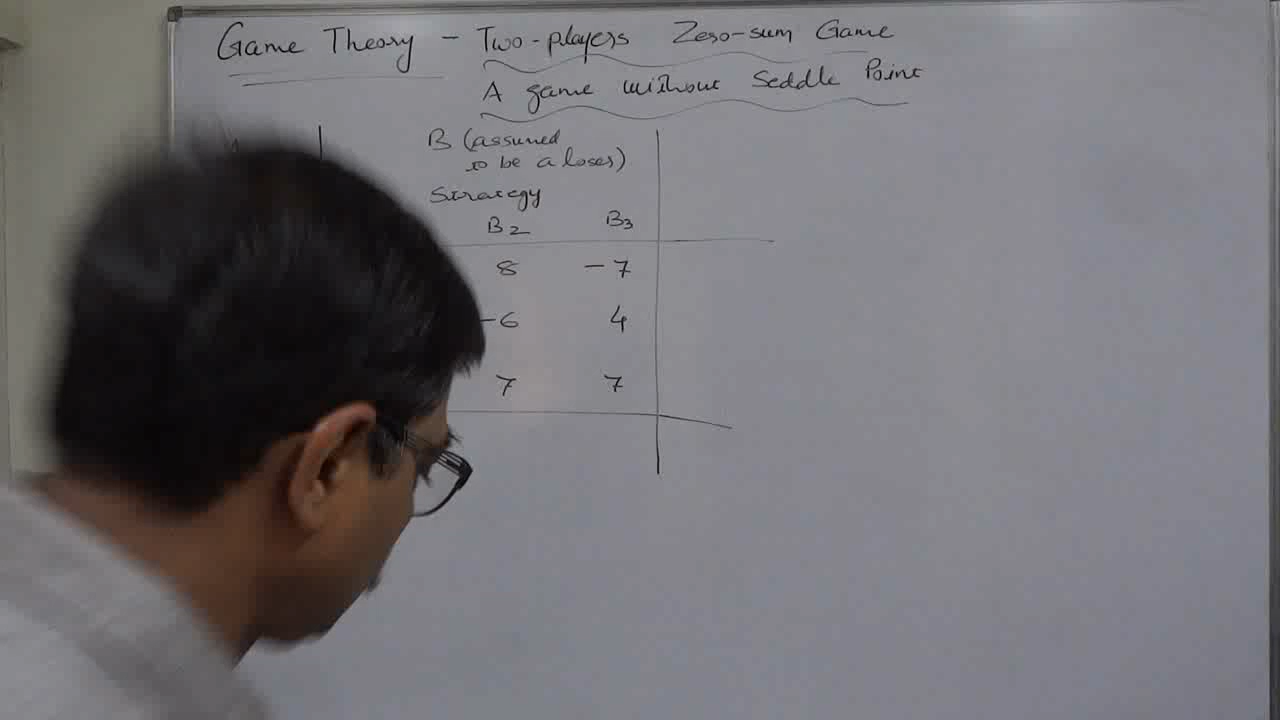 Game Theory - Two-players Zero-sum Game
A game without Seddle Point
B (assumed
to be a loser)
Strategy
B2 B3
8 -7
-6 4
7 7